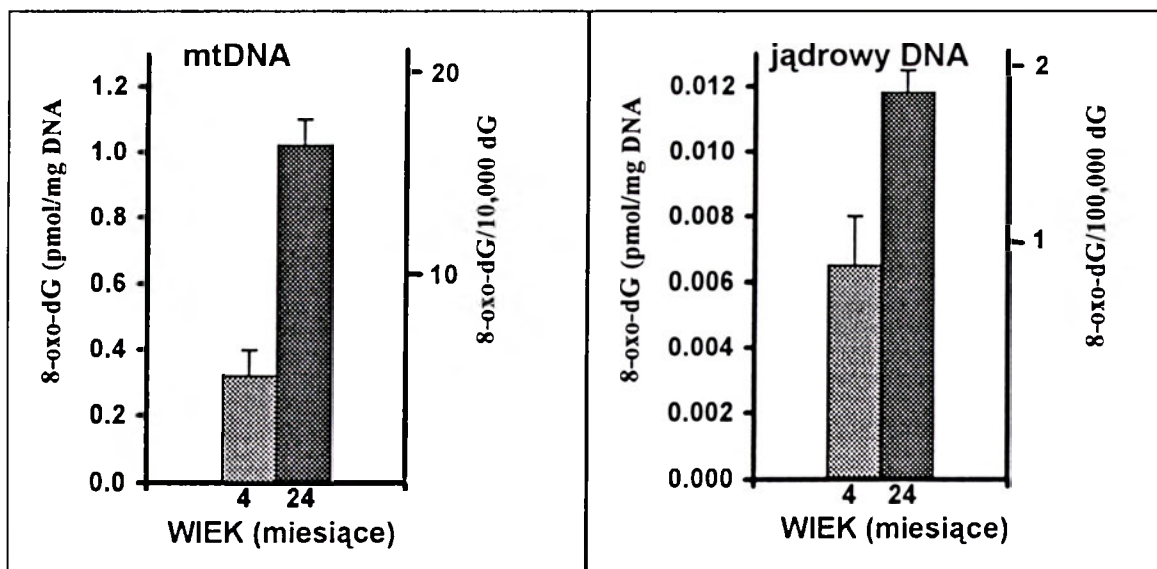 mtDNA
8-oxo-dG (pmol/mg DNA
1.2
1.0
0.8
0.6
0.4
0.2
0.0
20
10
8-oxo-dG/10,000 dG
4 24
WIEK (miesiące)
jądrowy DNA
8-oxo-dG (pmol/mg DNA
0.012
0.010
0.008
0.006
0.004
0.002
0.000
2
1
8-oxo-dG/100,000 dG
4 24
WIEK (miesiące)